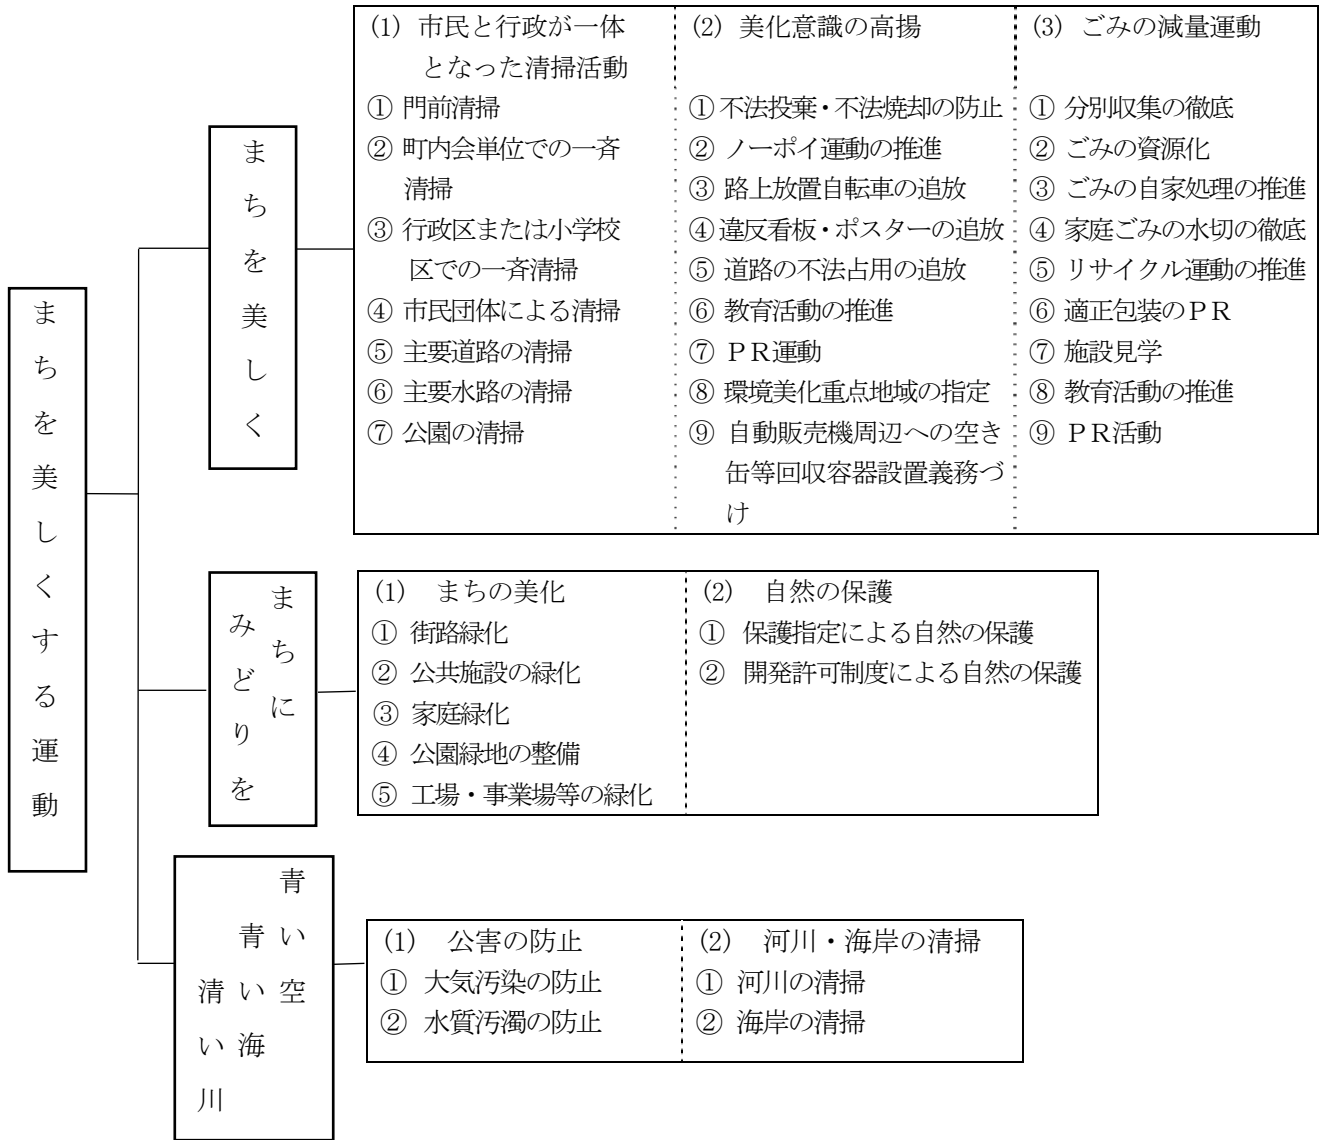 まちを美しくする運動
まちを美しく
(1) 市民と行政が一体
となった清掃活動
① 門前清掃
② 町内会単位での一斉
清掃
③ 行政区または小学校
区での一斉清掃
④ 市民団体による清掃
⑤ 主要道路の清掃
⑥ 主要水路の清掃
⑦ 公園の清掃
(2) 美化意識の高揚
① 不法投棄・不法焼却の防止
② ノーポイ運動の推進
③ 路上放置自転車の追放
④ 違反看板・ポスターの追放
⑤ 道路の不法占用の追放
⑥ 教育活動の推進
⑦ ＰＲ運動
⑧ 環境美化重点地域の指定
⑨ 自動販売機周辺への空き
缶等回収容器設置義務づ
け
(3) ごみの減量運動
① 分別収集の徹底
② ごみの資源化
③ ごみの自家処理の推進
④ 家庭ごみの水切の徹底
⑤ リサイクル運動の推進
⑥ 適正包装のＰＲ
⑦ 施設見学
⑧ 教育活動の推進
⑨ ＰＲ活動
まちに
みどりを
(1) まちの美化
① 街路緑化
② 公共施設の緑化
③ 家庭緑化
④ 公園緑地の整備
⑤ 工場・事業場等の緑化
(2) 自然の保護
① 保護指定による自然の保護
② 開発許可制度による自然の保護
青い空
青い海
清い川
(1) 公害の防止
① 大気汚染の防止
② 水質汚濁の防止
(2) 河川・海岸の清掃
① 河川の清掃
② 海岸の清掃